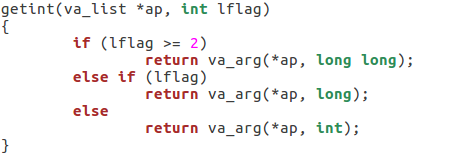 getint(va_list *ap, int lflag)
{
        if (lflag >= 2)
                return va_arg(*ap, long long);
        else if (lflag)
                return va_arg(*ap, long);
        else
                return va_arg(*ap, int);
}